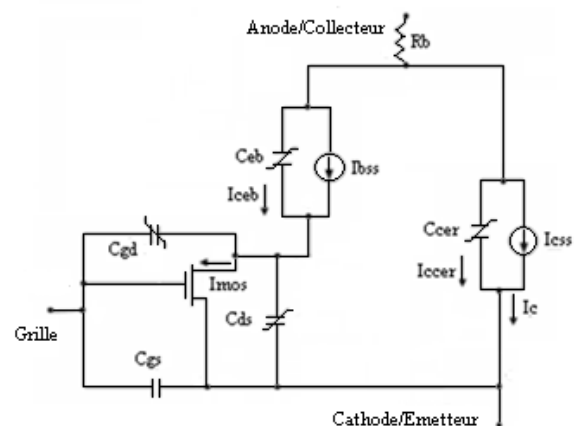 Anode/Collecteur
Rb
Ceb
Ibss
Iceb
Ccer
Icss
Iccer
Ic
Cgd
Imos
Cds
Grille
Cgs
Cathode/Emetteur